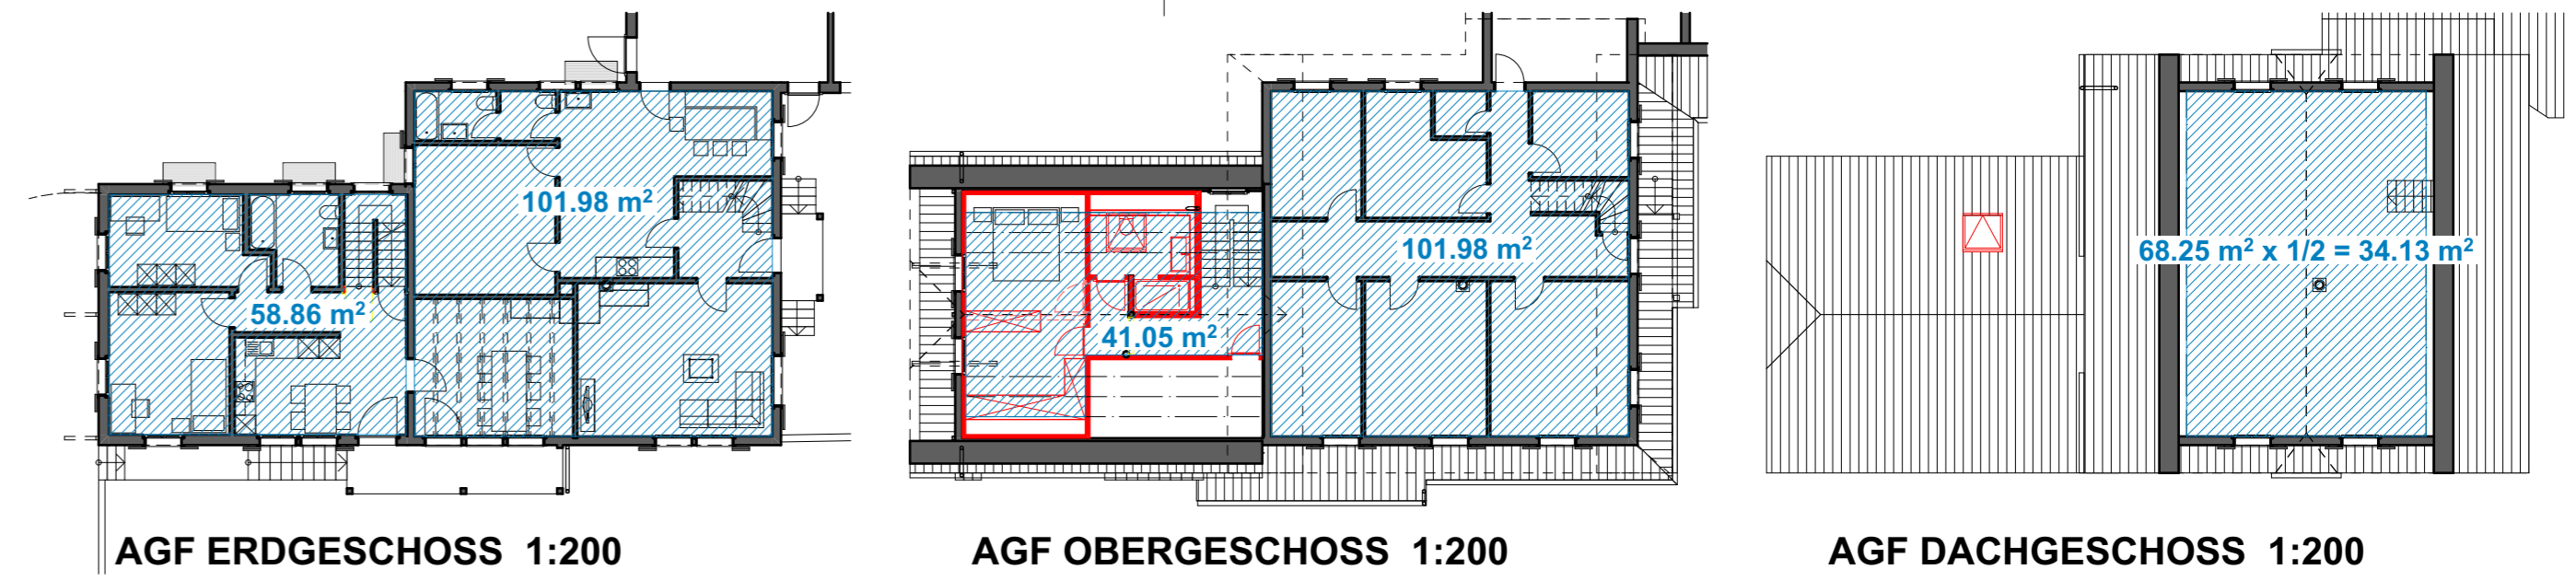 101.98 m²
58.86 m²
AGF ERDGESCHOSS 1:200
101.98 m²
41.05 m²
AGF OBERGESCHOSS 1:200
68.25 m² x 1/2 = 34.13 m²
AGF DACHGESCHOSS 1:200